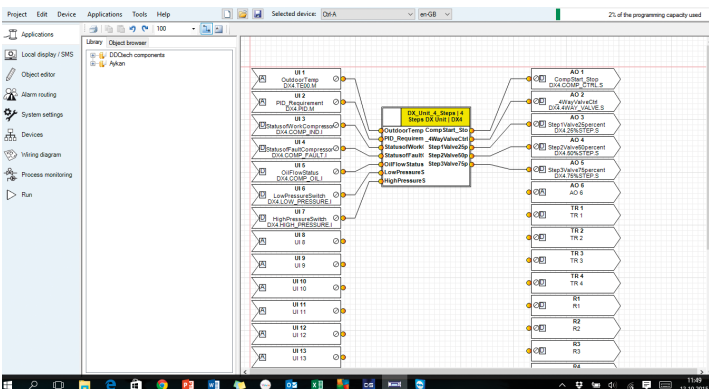 Project Edit Device Applications Tools Help
Selected device: Ctrl-A
en-GB
2% of the programming capacity used
Applications
Local display / SMS
Object editor
Alarm routing
System settings
Devices
Wiring diagram
Process monitoring
Run
100
Library Object browser
DDOtech components
Aykan
UI 1
OutdoorTemp
DX4.TE00.M
UI 2
PID_Requirement
DX4.PID.M
UI 3
StatusofWorkCompressor
DX4.COMP_IND.I
UI 4
StatusofFaultCompressor
DX4.COMP_FAULT.I
UI 5
OilFlowStatus
DX4.COMP_OIL.I
UI 6
LowPressureSwitch
DX4.LOW_PRESSURE.I
UI 7
HighPressureSwitch
DX4.HIGH_PRESSURE.I
UI 8
UI 8
UI 9
UI 9
UI 10
UI 10
UI 11
UI 11
UI 12
UI 12
UI 13
UI 13
DX_Unit_4_Steps | 4
Steps DX Unit | DX4
OutdoorTemp CompStart_Sto
PID_Requirem _4WayValveCtrl
StatusofWork( Step1Valve25p
StatusofFault( Step2Valve50p
OilFlowStatus Step3Valve75p
LowPressureS
HighPressureS
AO 1
CompStart_Stop
DX4.COMP_CTRL.S
AO 2
_4WayValveCtrl
DX4.4WAY_VALVE.S
AO 3
Step1Valve25percent
DX4.25%STEP.S
AO 4
Step2Valve50percent
DX4.50%STEP.S
AO 5
Step3Valve75percent
DX4.75%STEP.S
AO 6
AO 6
TR 1
TR 1
TR 2
TR 2
TR 3
TR 3
TR 4
TR 4
R1
R1
R2
R2
R3
R3
R4
11:49